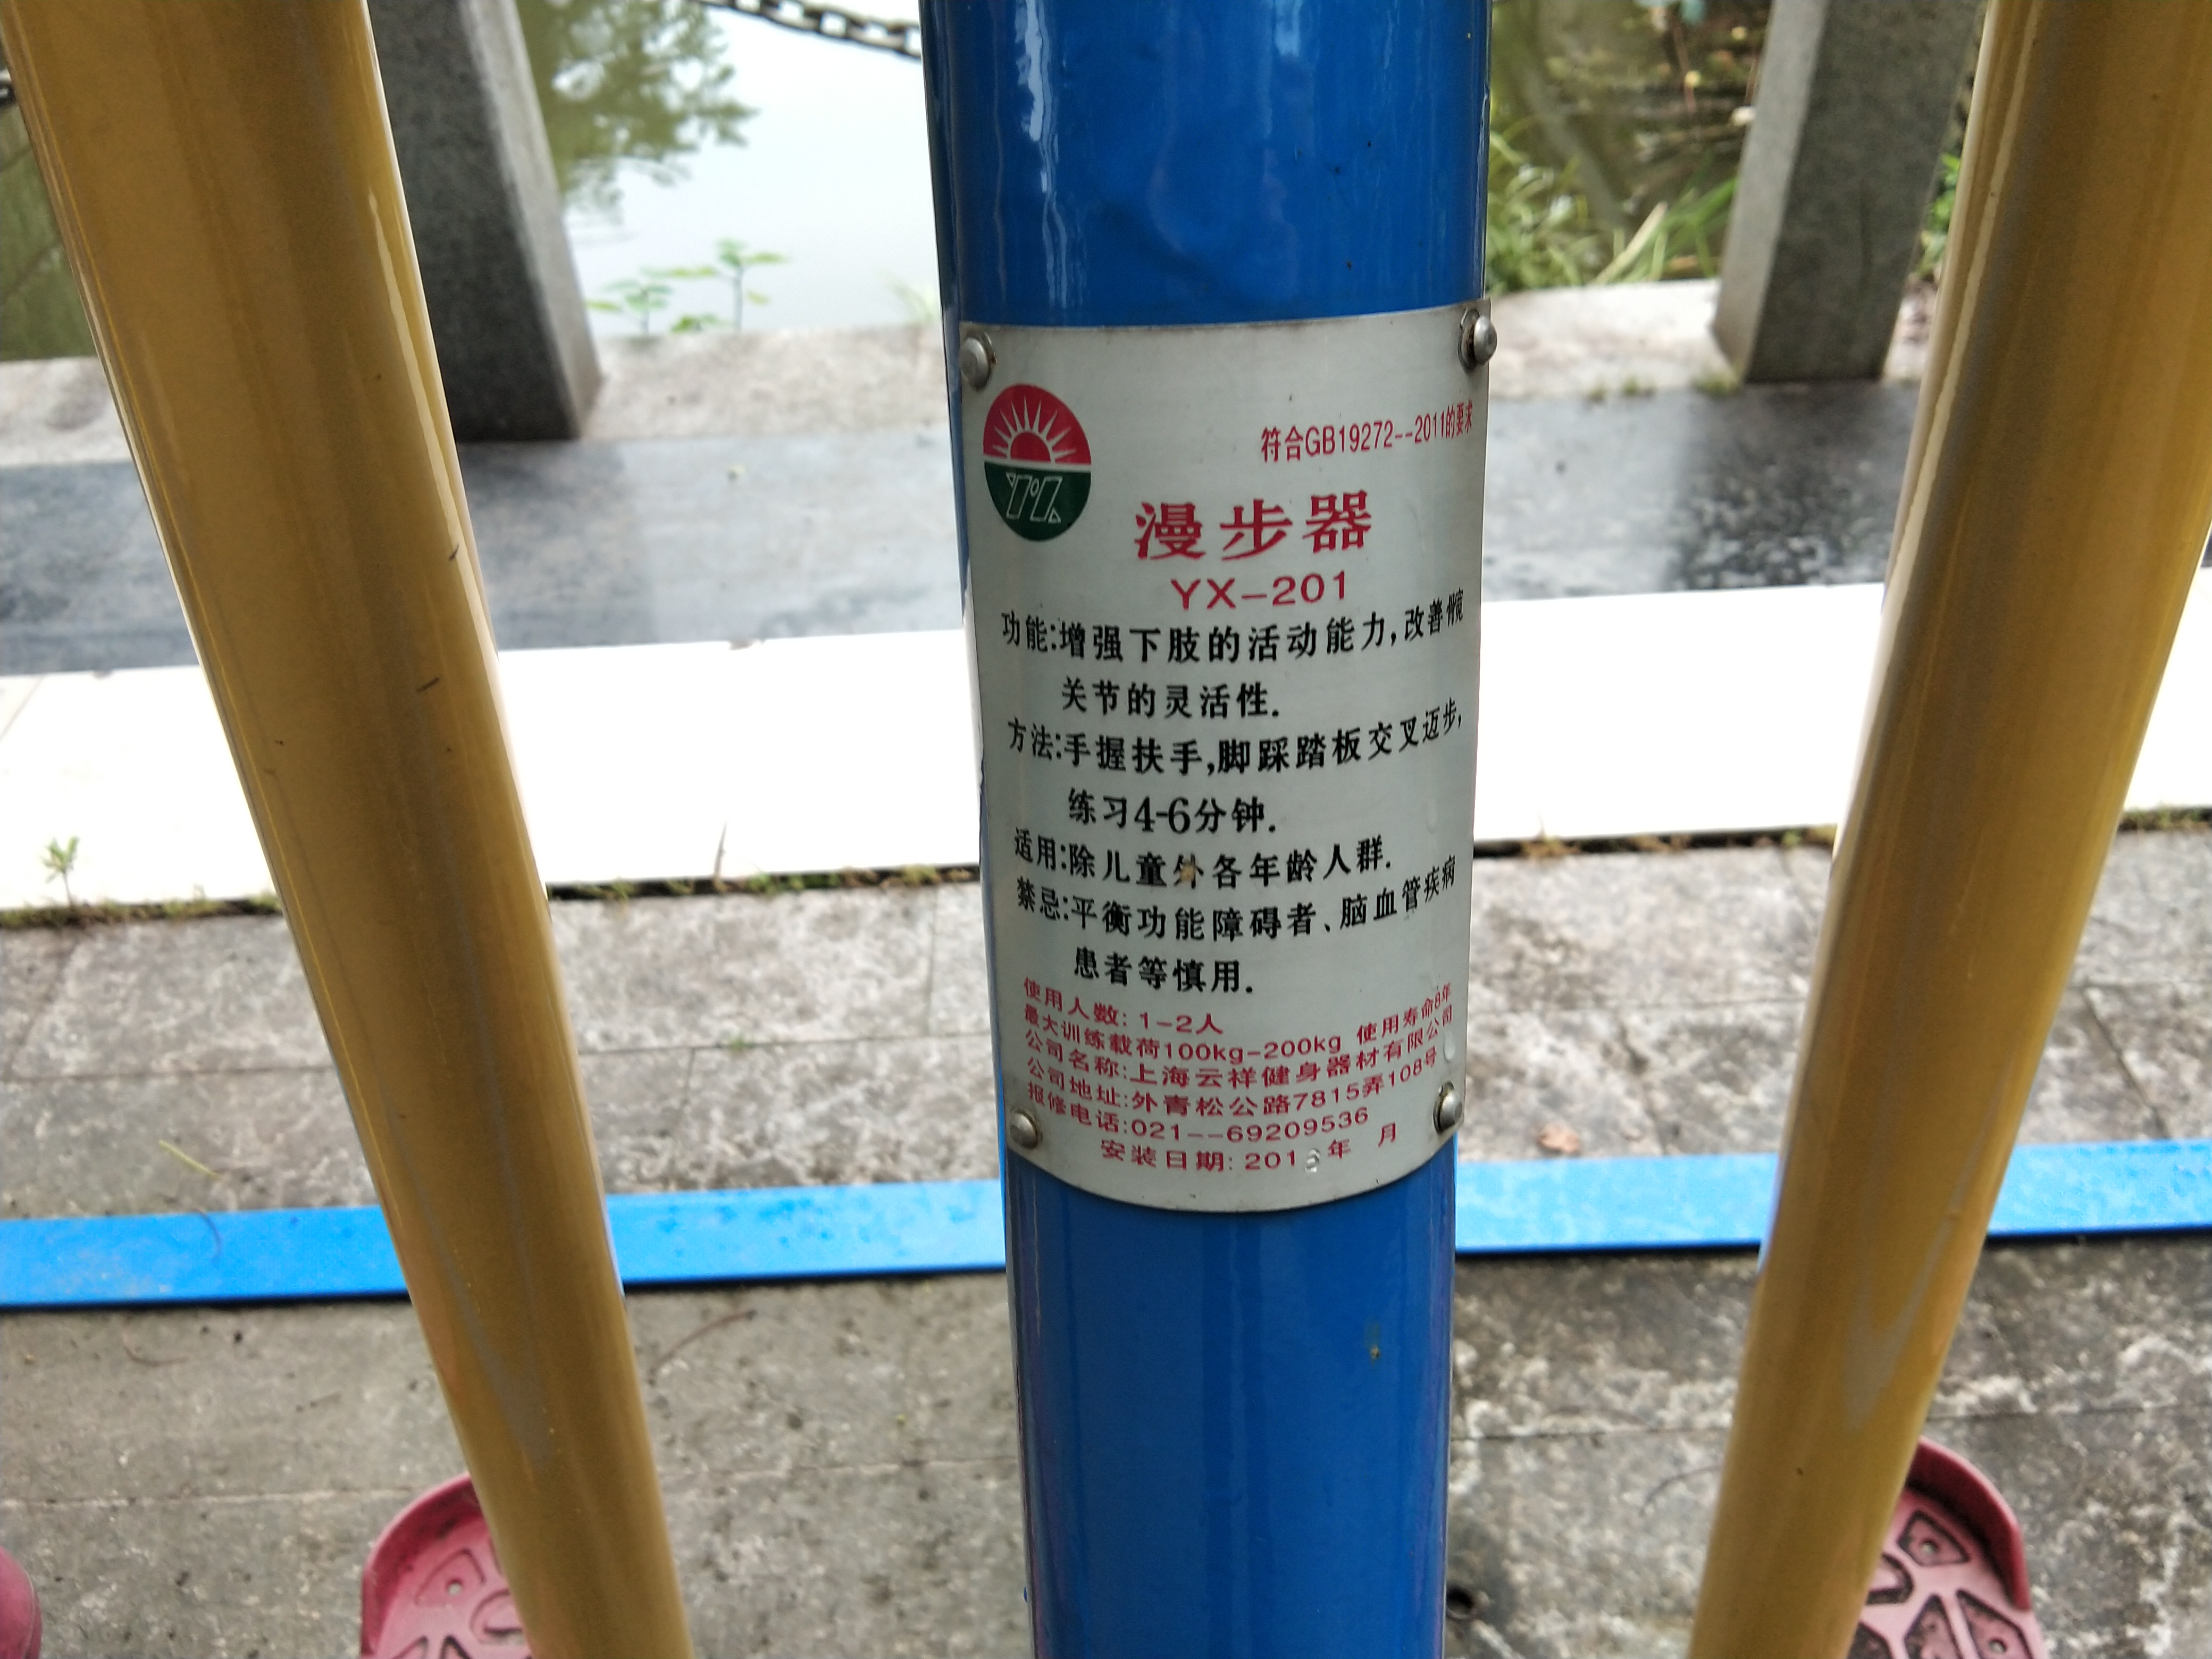 符合GB19272--2011的要求
漫步器
YX-201
功能:增强下肢的活动能力,改善髋
关节的灵活性.
方法:手握扶手,脚踩踏板交叉迈步,
练习4-6分钟.
适用:除儿童外各年龄人群.
禁忌:平衡功能障碍者、脑血管疾病
患者等慎用.
使用人数: 1-2人
最大训练载荷100kg-200kg 使用寿命8年
公司名称:上海云祥健身器材有限公司
公司地址:外青松公路7815弄108号
报修电话:021--69209536
安装日期: 201 年 月